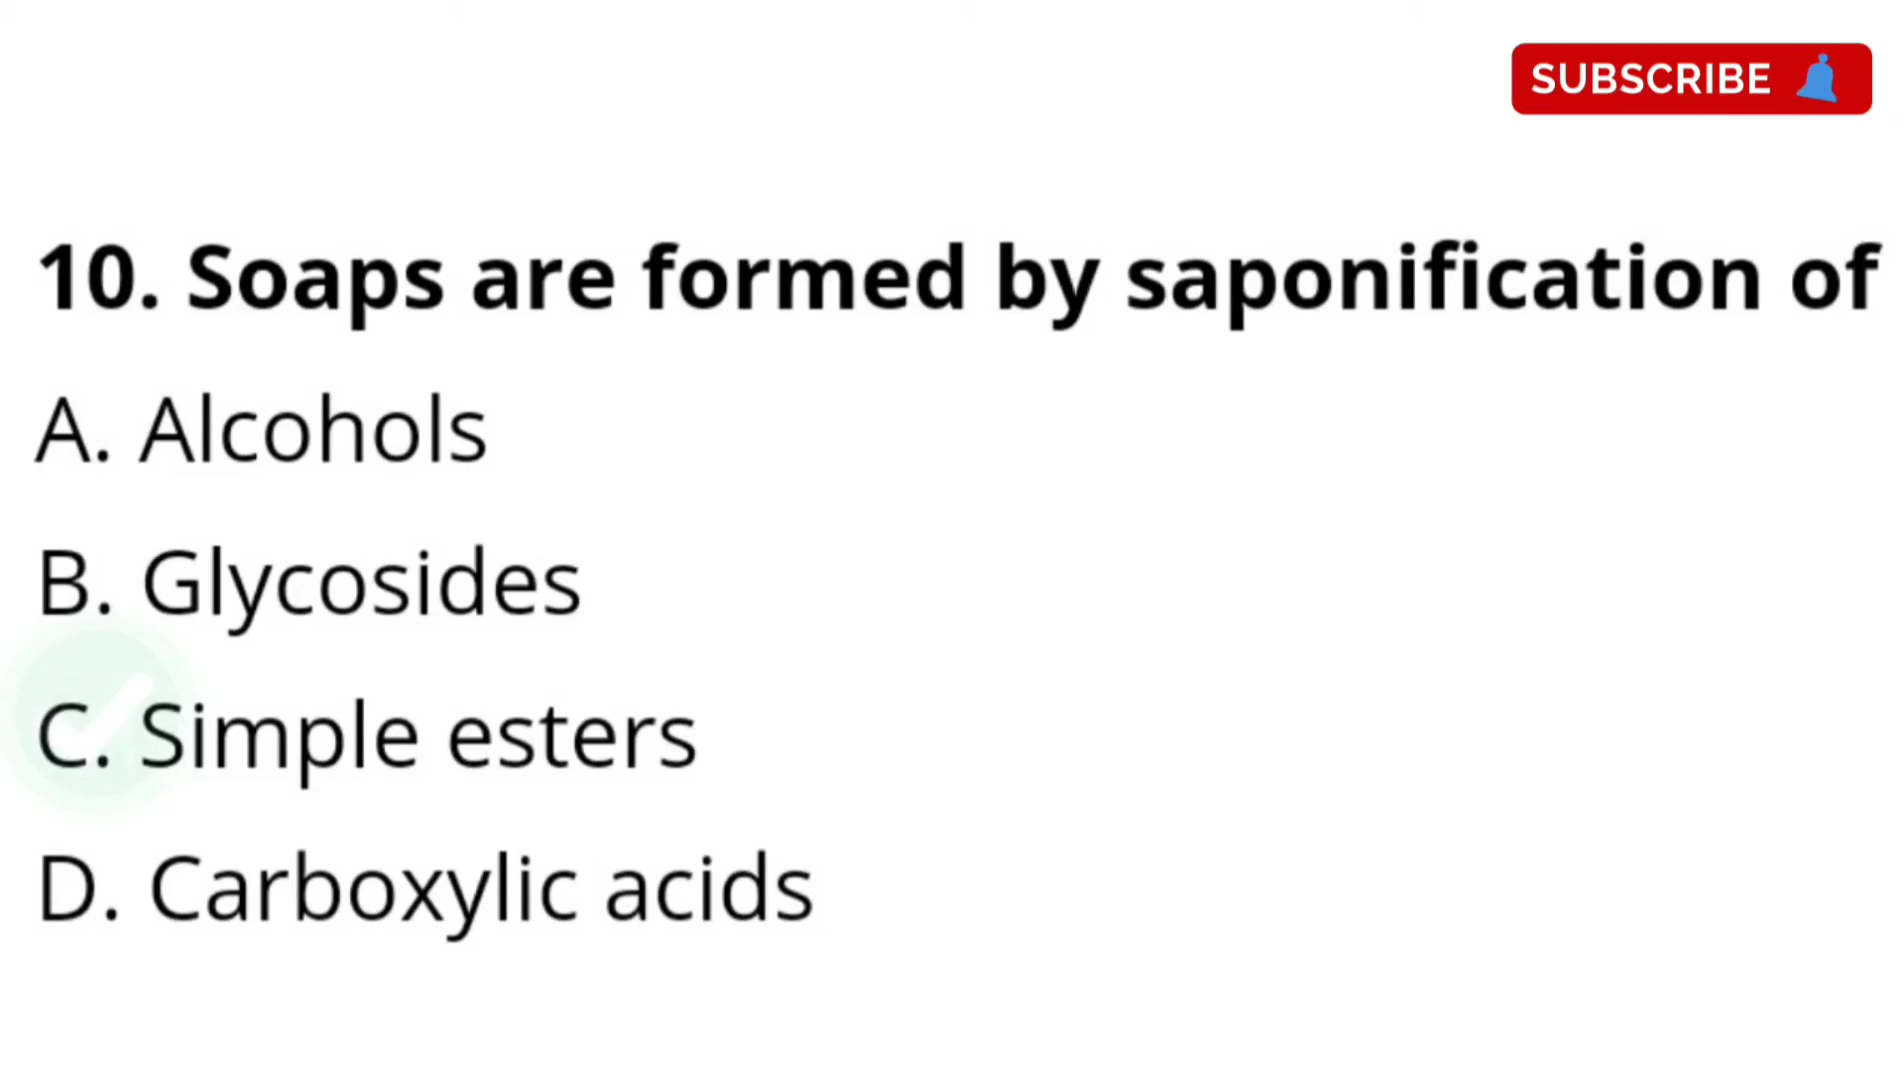 SUBSCRIBE
10. Soaps are formed by saponification of
A. Alcohols
B. Glycosides
C. Simple esters
D. Carboxylic acids